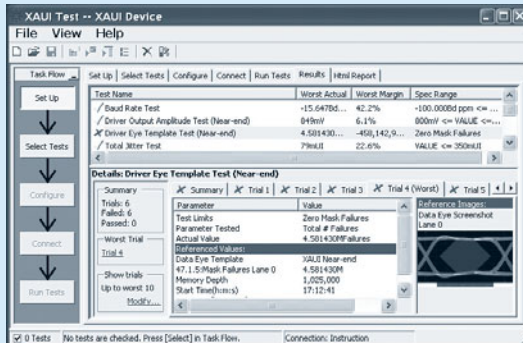 XAUI Test -- XAUI Device
File View Help
Task Flow
Set Up
Select Tests
Configure
Connect
Run Tests
Set Up Select Tests Configure Connect Run Tests Results Html Report
Test Name Worst Actual Worst Margin Spec Range
Baud Rate Test -15.647Bd... 42.2% -100.000Bd ppm <= ...
Driver Output Amplitude Test (Near-end) 849mV 6.1% 800mV <= VALUE <=...
Driver Eye Template Test (Near-end) 4.581430... -458,142,9... Zero Mask Failures
Total Jitter Test 79mUI 22.6% VALUE <= 350mUI
Details: Driver Eye Template Test (Near-end)
Summary
Trials: 6
Failed: 6
Passed: 0
Worst Trial
Trial 4
Show trials
Up to worst 10
Modify...
Summary Trial 1 Trial 2 Trial 3 Trial 4 (Worst) Trial 5
Parameter Value
Test Limits Zero Mask Failures
Parameter Tested Total # Failures
Actual Value 4.581430MFailures
Referenced Values:
Data Eye Template XAUI Near-end
47.1.5:Mask Failures Lane 0 4.581430M
Memory Depth 1,025,000
Start Time(h:m:s) 17:12:41
Reference Images:
Data Eye Screenshot
Lane 0
0 Tests No tests are checked. Press [Select] in Task Flow. Connection: Instruction